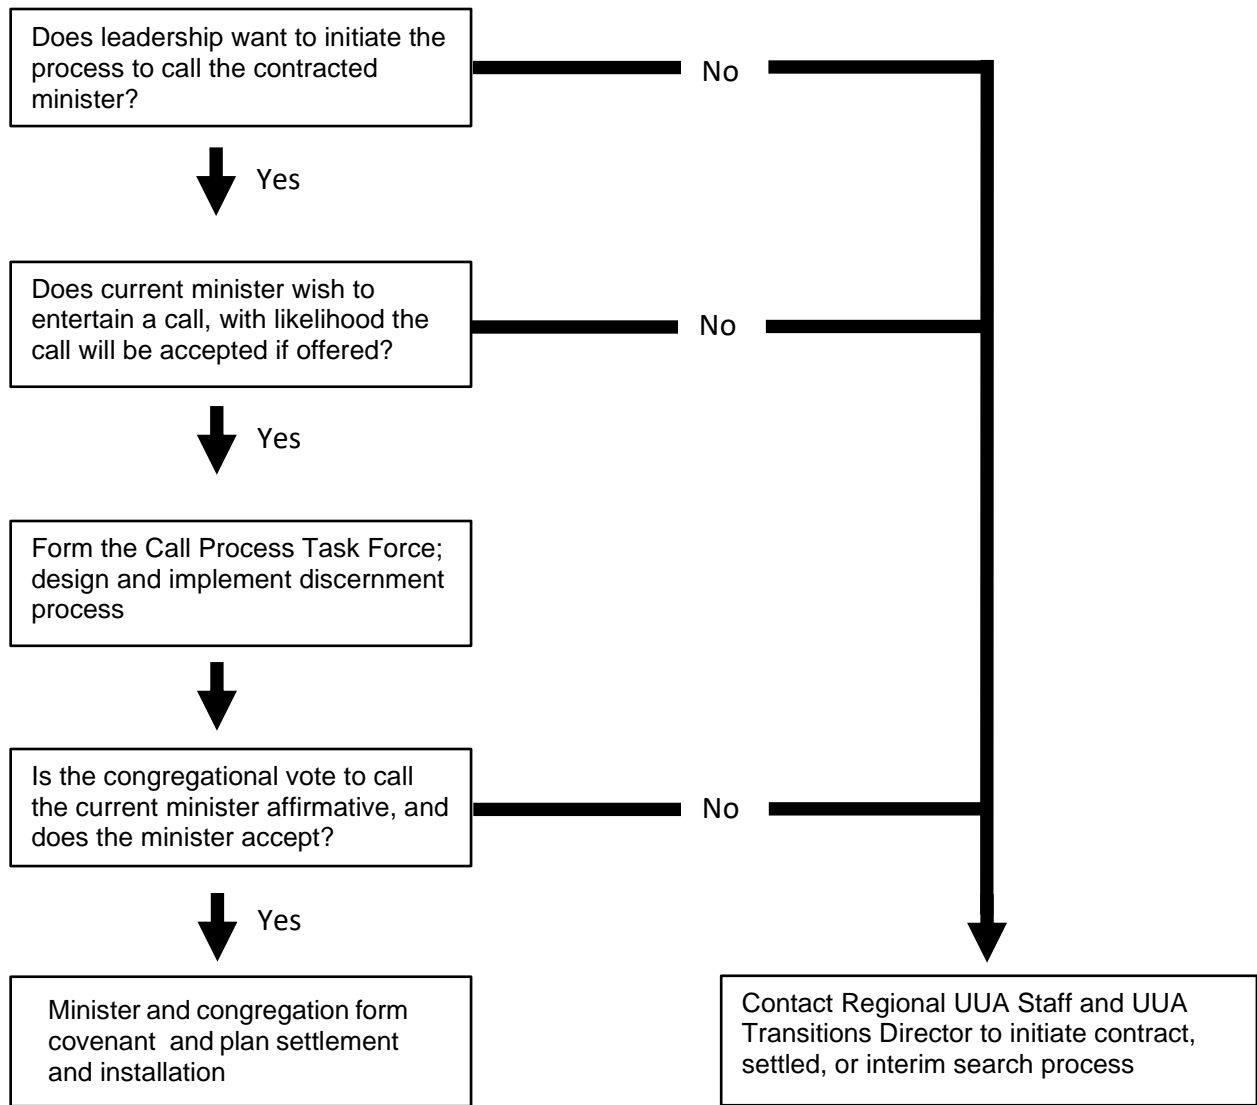 Does leadership want to initiate the
process to call the contracted
minister?
No
Yes
Does current minister wish to
entertain a call, with likelihood the
call will be accepted if offered?
No
Yes
Form the Call Process Task Force;
design and implement discernment
process
Is the congregational vote to call
the current minister affirmative, and
does the minister accept?
No
Yes
Minister and congregation form
covenant  and plan settlement
and installation
Contact Regional UUA Staff and UUA
Transitions Director to initiate contract,
settled, or interim search process